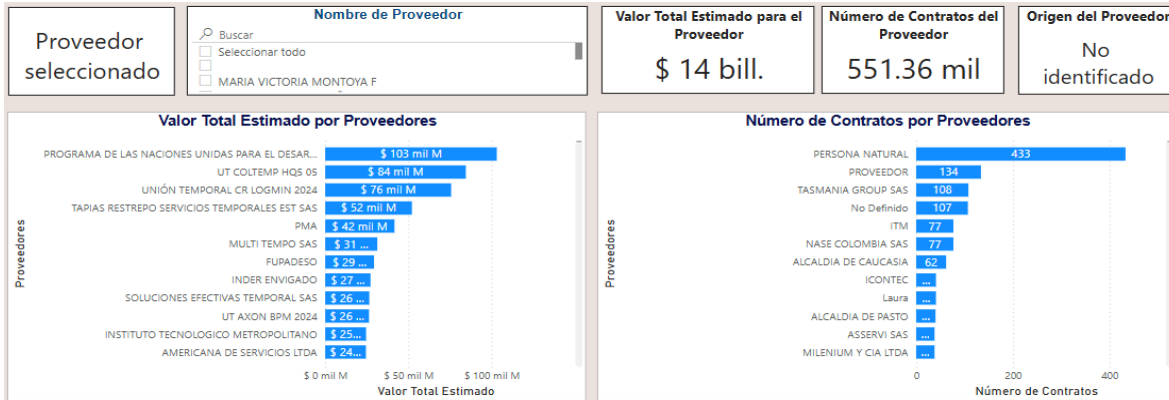 Proveedor
seleccionado
Nombre de Proveedor
Buscar
Seleccionar todo
MARIA VICTORIA MONTOYA F
Valor Total Estimado para el
Proveedor
$ 14 bill.
Número de Contratos del
Proveedor
551.36 mil
Origen del Proveedor
No
identificado
Valor Total Estimado por Proveedores
Proveedores
PROGRAMA DE LAS NACIONES UNIDAS PARA EL DESAR... $ 103 mil M
UT COLTEMP HQS 05 $ 84 mil M
UNIÓN TEMPORAL CR LOGMIN 2024 $ 76 mil M
TAPIAS RESTREPO SERVICIOS TEMPORALES EST SAS $ 52 mil M
PMA $ 42 mil M
MULTI TEMPO SAS $ 31 ...
FUPADESO $ 29 ...
INDER ENVIGADO $ 27 ...
SOLUCIONES EFECTIVAS TEMPORAL SAS $ 26 ...
UT AXON BPM 2024 $ 26 ...
INSTITUTO TECNOLOGICO METROPOLITANO $ 25...
AMERICANA DE SERVICIOS LTDA $ 24...
$ 0 mil M $ 50 mil M $ 100 mil M
Valor Total Estimado
Número de Contratos por Proveedores
Proveedores
PERSONA NATURAL 433
PROVEEDOR 134
TASMANIA GROUP SAS 108
No Definido 107
ITM 77
NASE COLOMBIA SAS 77
ALCALDIA DE CAUCASIA 62
ICONTEC ...
Laura ...
ALCALDIA DE PASTO ...
ASSERVI SAS ...
MILENIUM Y CIA LTDA ...
0 200 400
Número de Contratos